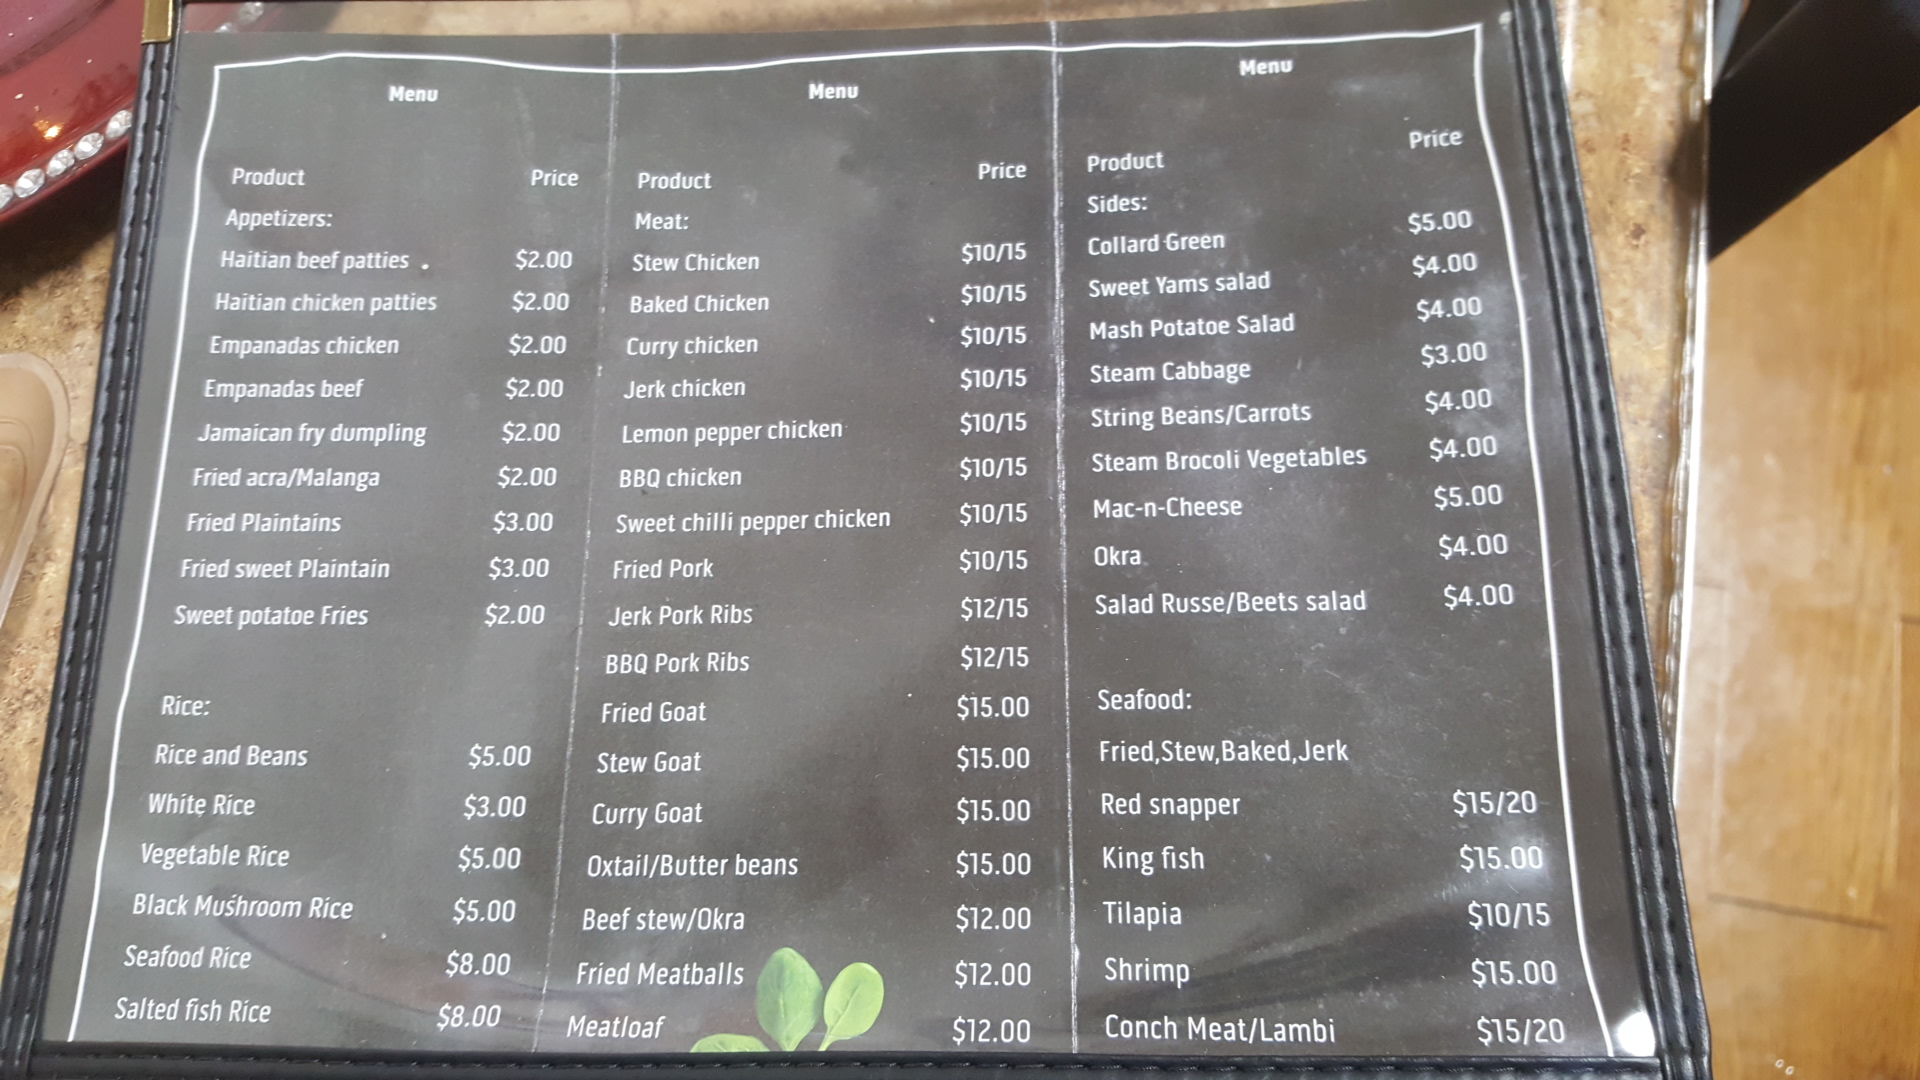 Menu
Product Price
Appetizers:
Haitian beef patties . $2.00
Haitian chicken patties $2.00
Empanadas chicken $2.00
Empanadas beef $2.00
Jamaican fry dumpling $2.00
Fried acra/Malanga $2.00
Fried Plaintains $3.00
Fried sweet Plaintain $3.00
Sweet potatoe Fries $2.00
Rice:
Rice and Beans $5.00
White Rice $3.00
Vegetable Rice $5.00
Black Mushroom Rice $5.00
Seafood Rice $8.00
Salted fish Rice $8.00
Menu
Product Price
Meat:
Stew Chicken $10/15
Baked Chicken $10/15
Curry chicken $10/15
Jerk chicken $10/15
Lemon pepper chicken $10/15
BBQ chicken $10/15
Sweet chilli pepper chicken $10/15
Fried Pork $10/15
Jerk Pork Ribs $12/15
BBQ Pork Ribs $12/15
Fried Goat $15.00
Stew Goat $15.00
Curry Goat $15.00
Oxtail/Butter beans $15.00
Beef stew/Okra $12.00
Fried Meatballs $12.00
Meatloaf $12.00
Menu
Product Price
Sides:
Collard Green $5.00
Sweet Yams salad $4.00
Mash Potatoe Salad $4.00
Steam Cabbage $3.00
String Beans/Carrots $4.00
Steam Brocoli Vegetables $4.00
Mac-n-Cheese $5.00
Okra $4.00
Salad Russe/Beets salad $4.00
Seafood:
Fried,Stew,Baked,Jerk
Red snapper $15/20
King fish $15.00
Tilapia $10/15
Shrimp $15.00
Conch Meat/Lambi $15/20